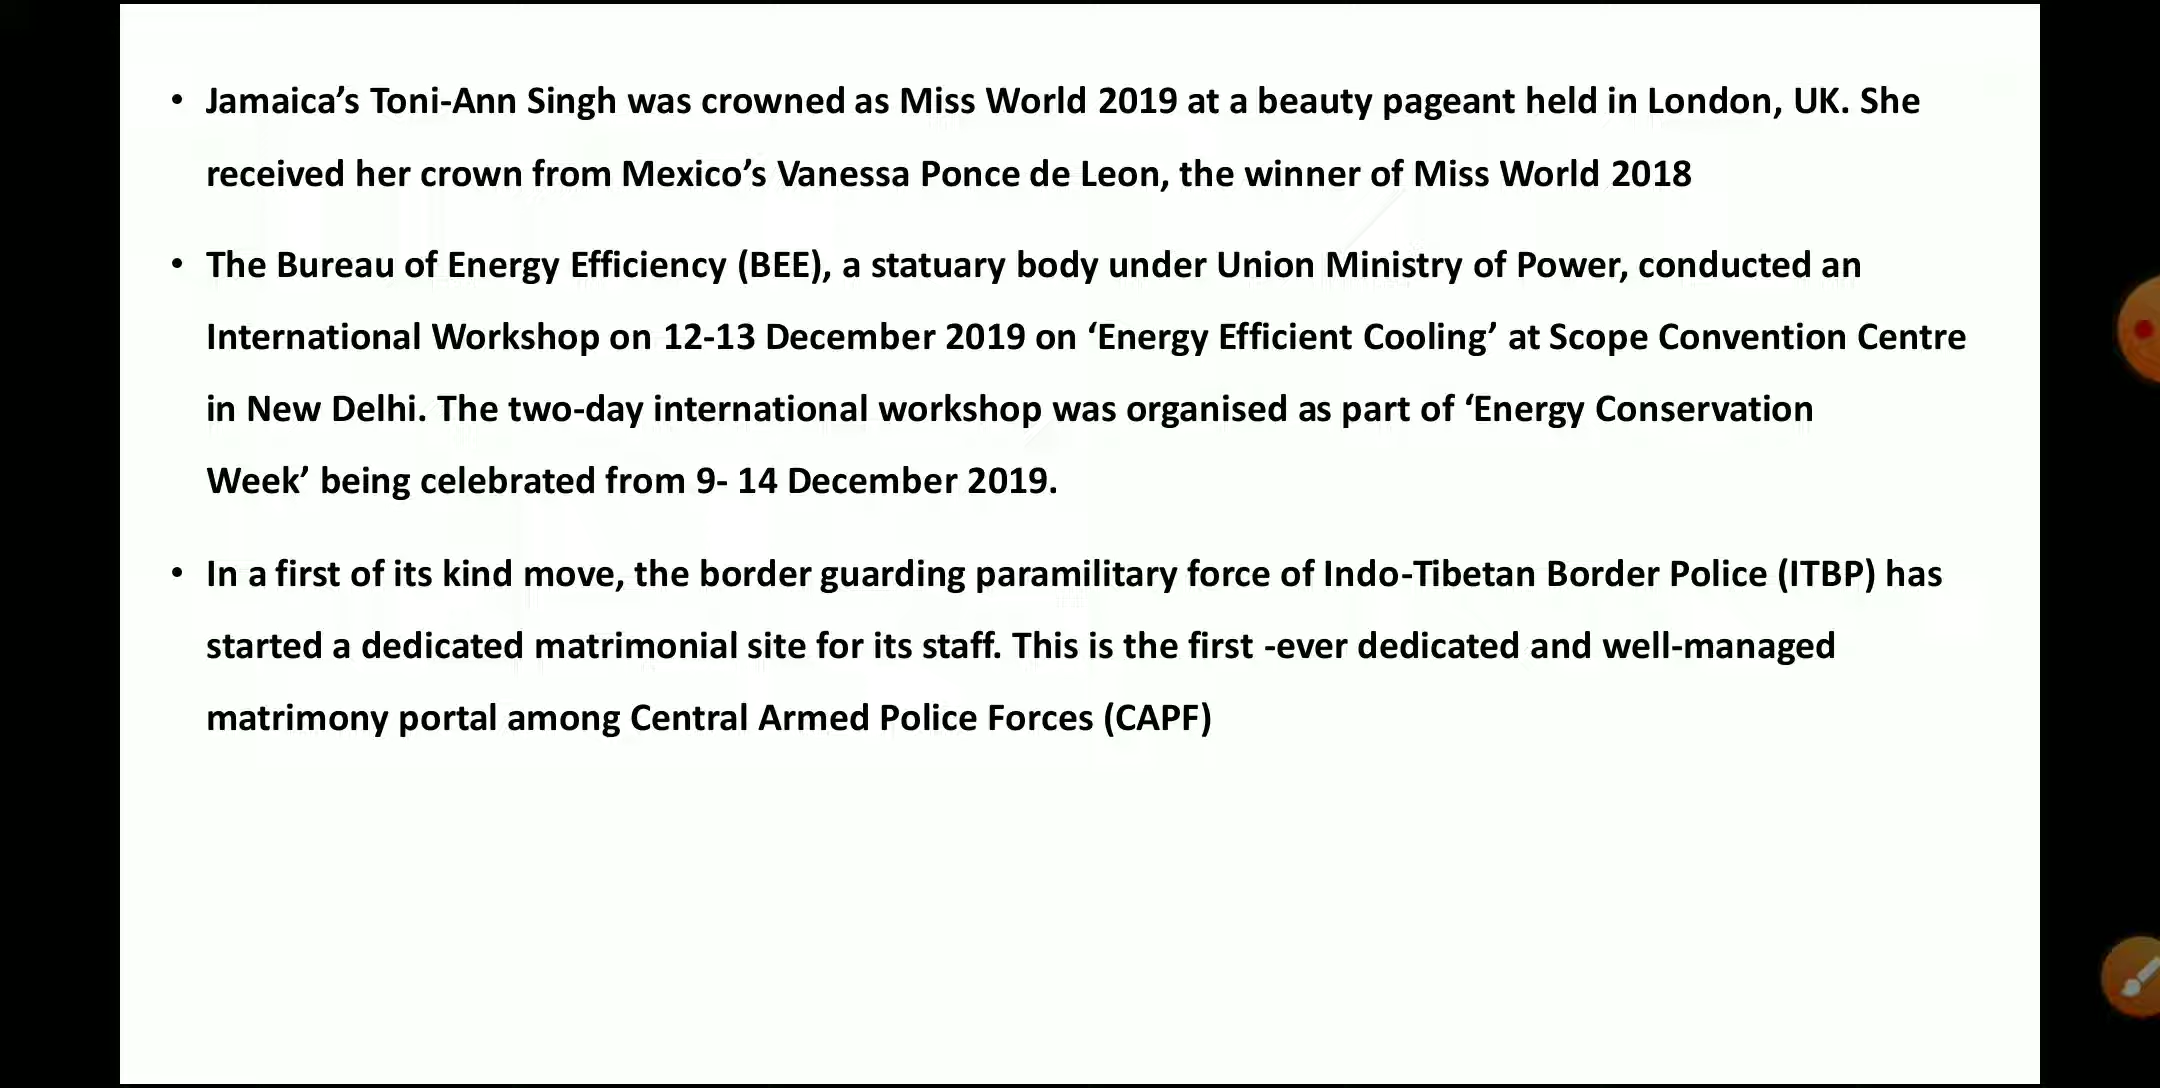 • Jamaica’s Toni-Ann Singh was crowned as Miss World 2019 at a beauty pageant held in London, UK. She
received her crown from Mexico’s Vanessa Ponce de Leon, the winner of Miss World 2018
• The Bureau of Energy Efficiency (BEE), a statuary body under Union Ministry of Power, conducted an
International Workshop on 12-13 December 2019 on ‘Energy Efficient Cooling’ at Scope Convention Centre
in New Delhi. The two-day international workshop was organised as part of ‘Energy Conservation
Week’ being celebrated from 9- 14 December 2019.
• In a first of its kind move, the border guarding paramilitary force of Indo-Tibetan Border Police (ITBP) has
started a dedicated matrimonial site for its staff. This is the first -ever dedicated and well-managed
matrimony portal among Central Armed Police Forces (CAPF)